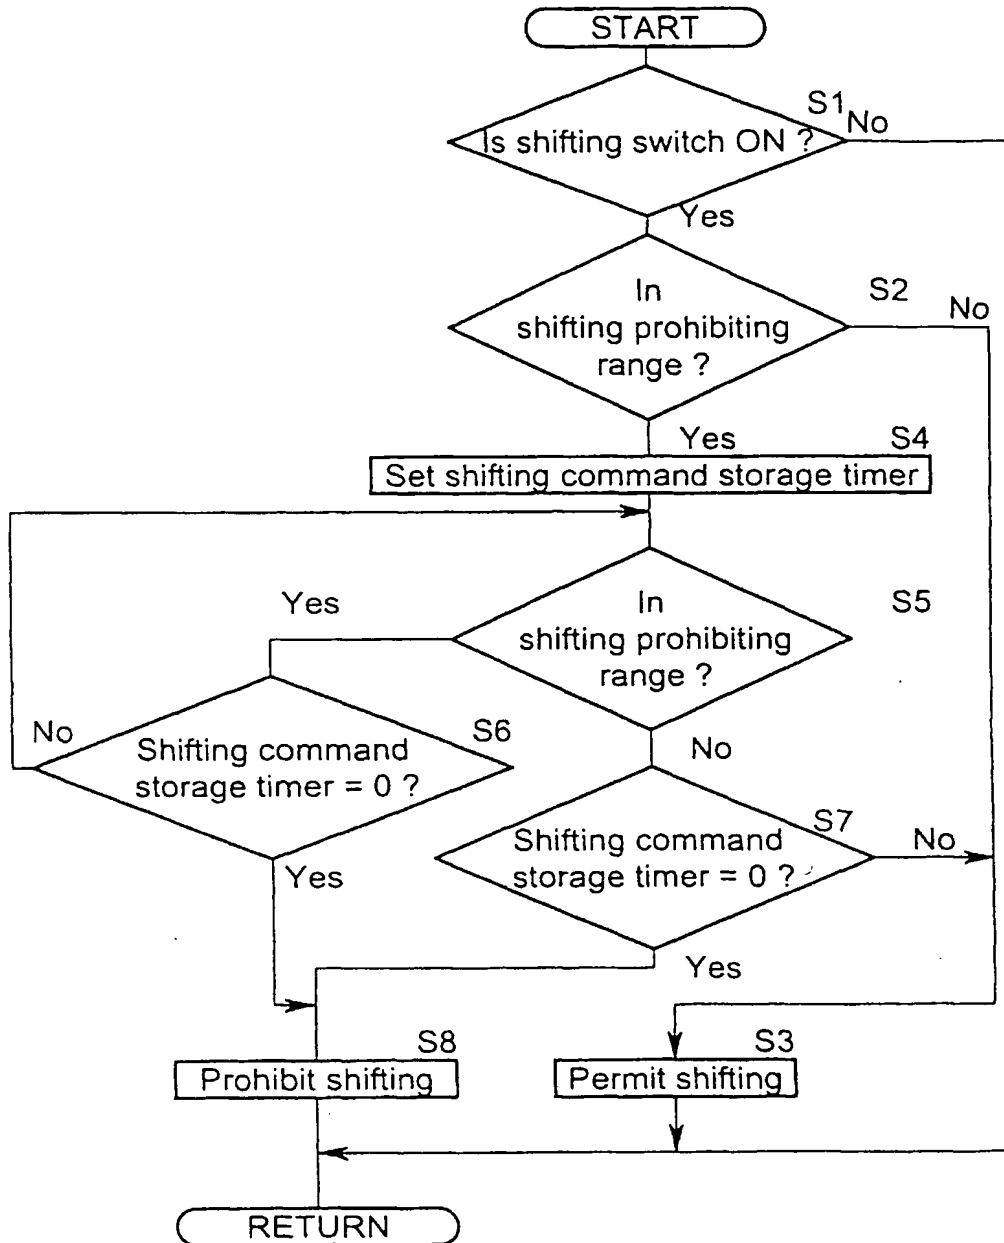 START
S1
Is shifting switch ON ?
No
Yes
In
shifting prohibiting
range ?
S2
No
Yes
S4
Set shifting command storage timer
Yes
In
shifting prohibiting
range ?
S5
No
Shifting command
storage timer = 0 ?
S6
No
Yes
Shifting command
storage timer = 0 ?
S7
No
Yes
S8
Prohibit shifting
S3
Permit shifting
RETURN